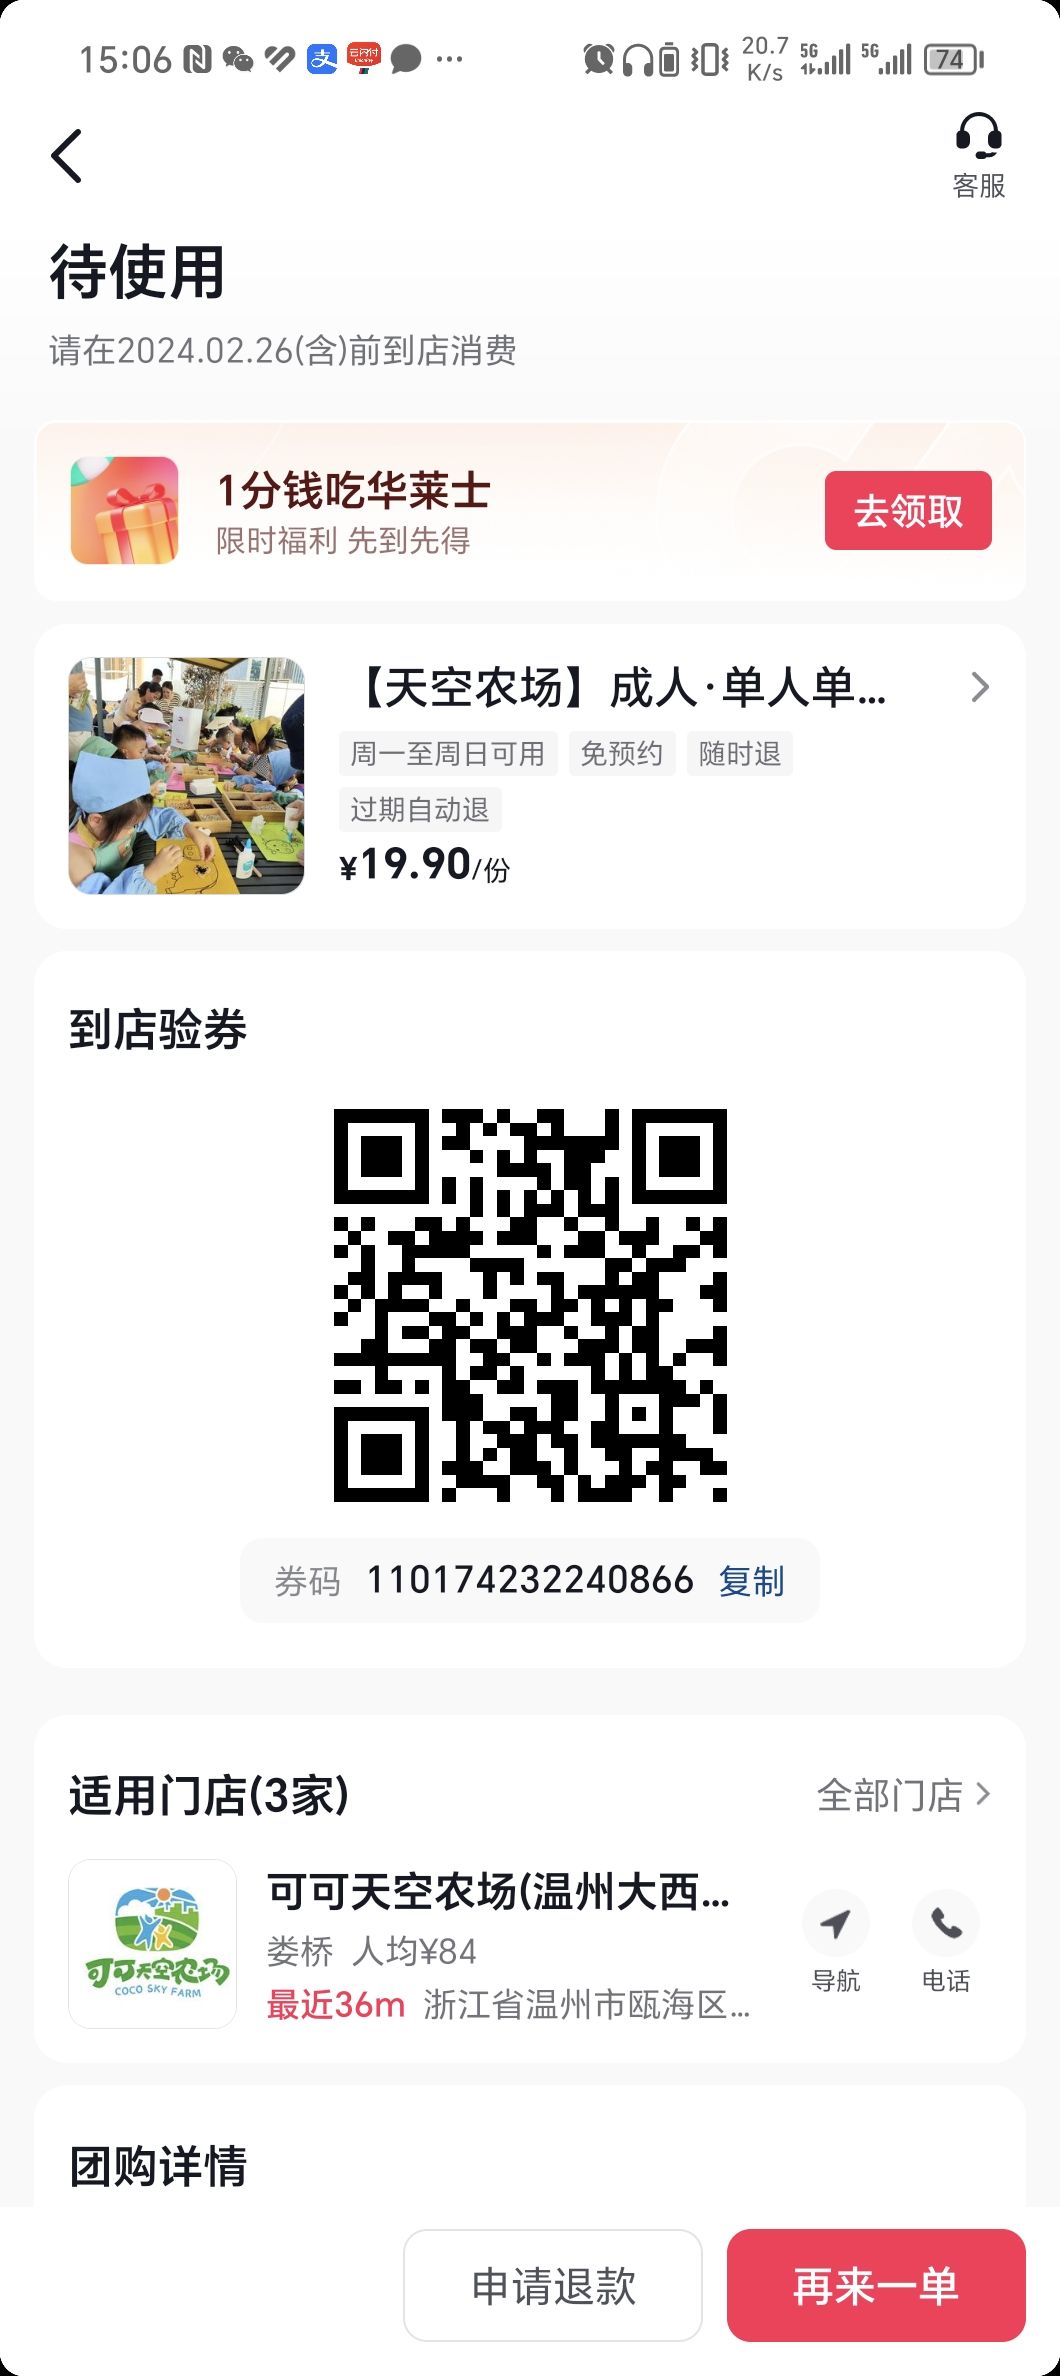 15:06
20.7
K/s
5G
5G
74
客服
待使用
请在2024.02.26(含)前到店消费
1分钱吃华莱士
限时福利 先到先得
去领取
【天空农场】成人·单人单...
周一至周日可用 免预约 随时退
过期自动退
¥19.90/份
到店验券
券码 110174232240866 复制
适用门店(3家)
全部门店
可可天空农场
COCO SKY FARM
可可天空农场(温州大西...
娄桥 人均¥84
最近36m 浙江省温州市瓯海区...
导航
电话
团购详情
申请退款
再来一单